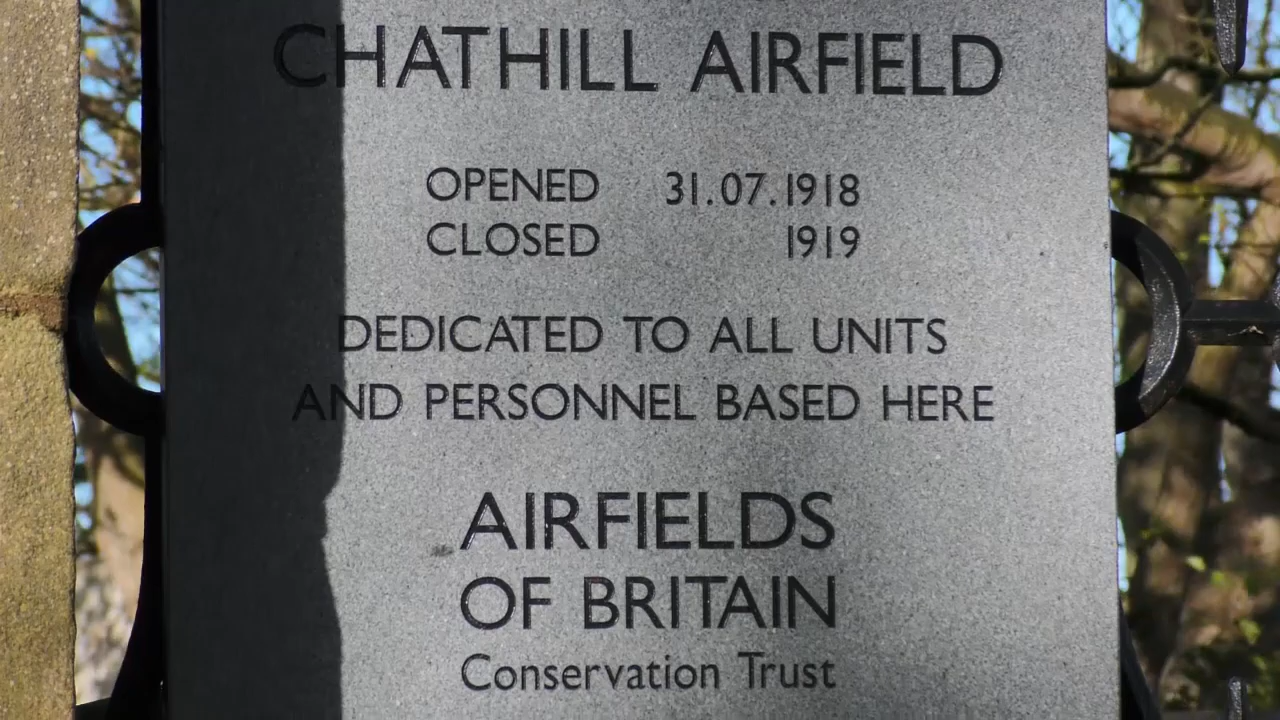 CHATHILL AIRFIELD
OPENED 31.07.1918
CLOSED 1919
DEDICATED TO ALL UNITS
AND PERSONNEL BASED HERE
AIRFIELDS
OF BRITAIN
Conservation Trust